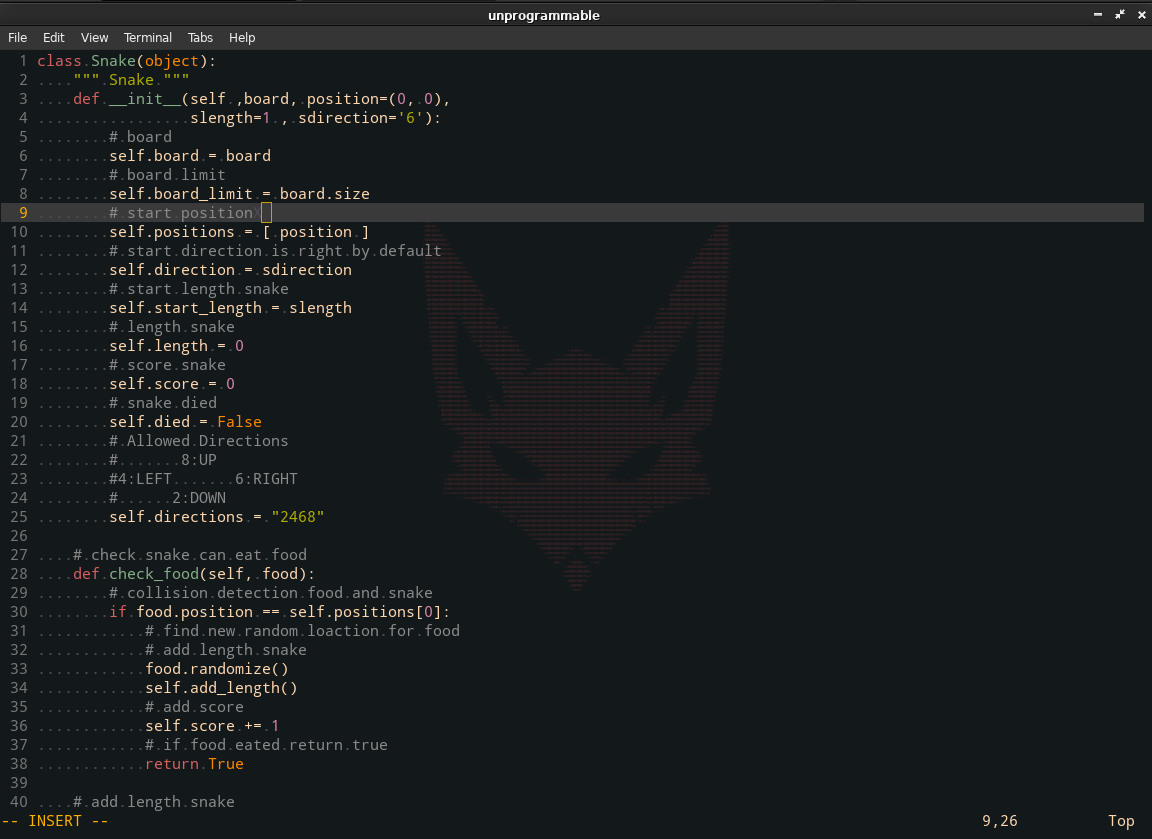 unprogrammable
File Edit View Terminal Tabs Help
1 class Snake(object):
2     """ Snake """
3     def __init__(self ,board, position=(0, 0),
4                  slength=1 , sdirection='6'):
5         # board
6         self.board = board
7         # board limit
8         self.board_limit = board.size
9         # start position
10         self.positions = [ position ]
11         # start direction is right by default
12         self.direction = sdirection
13         # start length snake
14         self.start_length = slength
15         # length snake
16         self.length = 0
17         # score snake
18         self.score = 0
19         # snake died
20         self.died = False
21         # Allowed Directions
22         #       8:UP
23         #4:LEFT       6:RIGHT
24         #      2:DOWN
25         self.directions = "2468"
26
27     # check snake can eat food
28     def check_food(self, food):
29         # collision detection food and snake
30         if food.position == self.positions[0]:
31             # find new random loaction for food
32             # add length snake
33             food.randomize()
34             self.add_length()
35             # add score
36             self.score += 1
37             # if food eated return true
38             return True
39
40     # add length snake
-- INSERT -- 9,26 Top